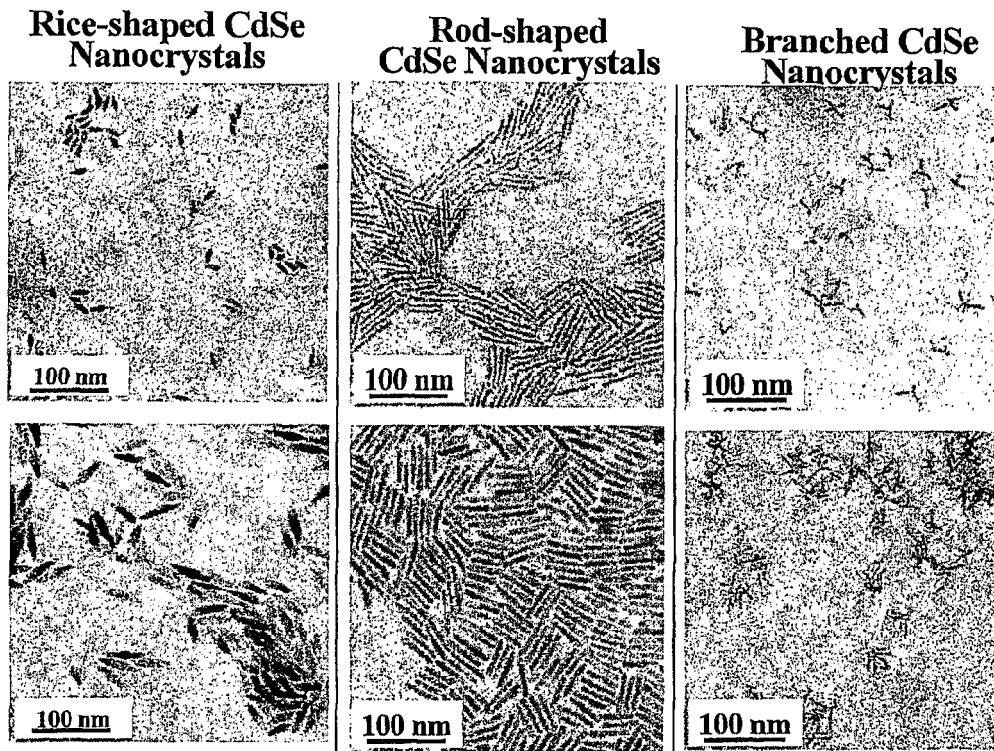 Rice-shaped CdSe
Nanocrystals
Rod-shaped
CdSe Nanocrystals
Branched CdSe
Nanocrystals
100 nm
100 nm
100 nm
100 nm
100 nm
100 nm